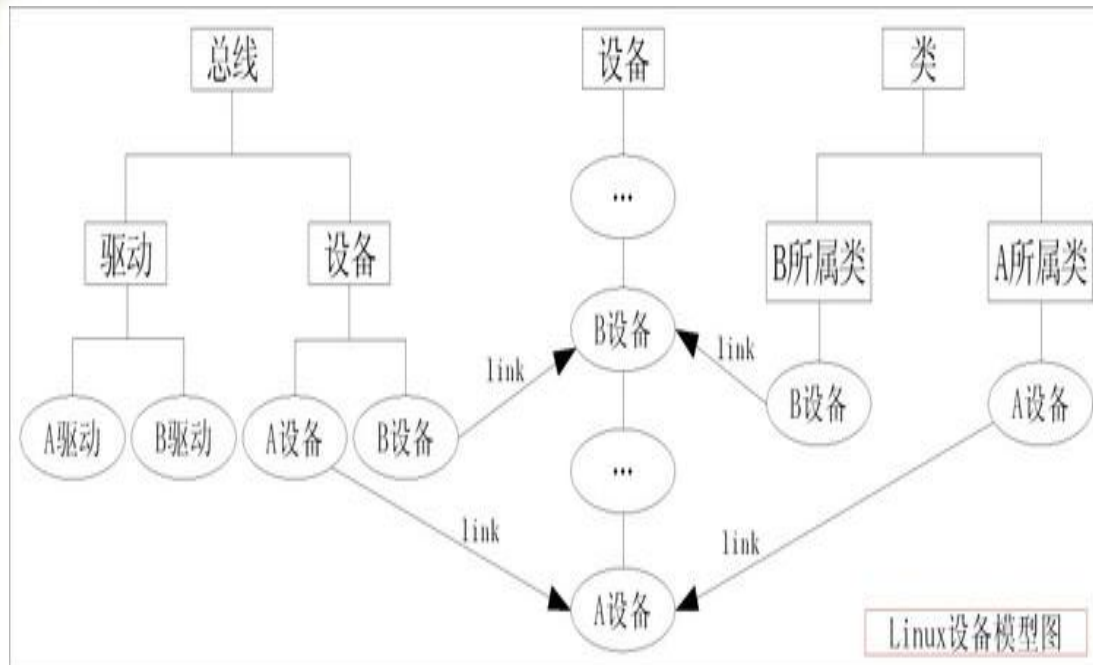 总线
设备
类
...
驱动
设备
B所属类
A所属类
B设备
link
link
A驱动
B驱动
A设备
B设备
B设备
A设备
...
link
link
A设备
Linux设备模型图